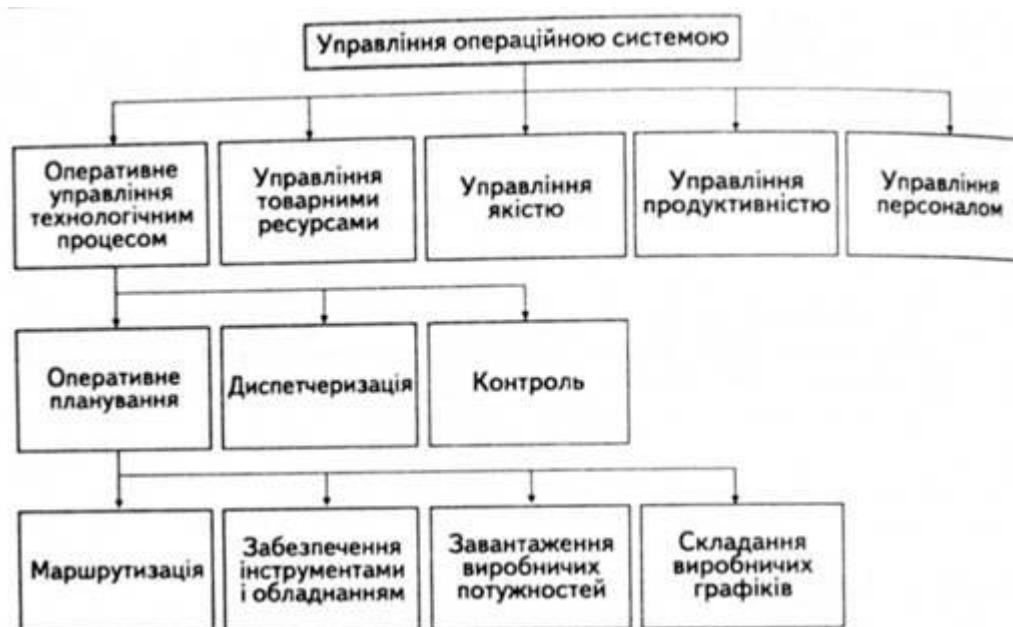 Управління операційною системою
Оперативне
управління
технологічним
процесом
Управління
товарними
ресурсами
Управління
якістю
Управління
продуктивністю
Управління
персоналом
Оперативне
планування
Диспетчеризація
Контроль
Маршрутизація
Забезпечення
інструментами
і обладнанням
Завантаження
виробничих
потужностей
Складання
виробничих
графіків